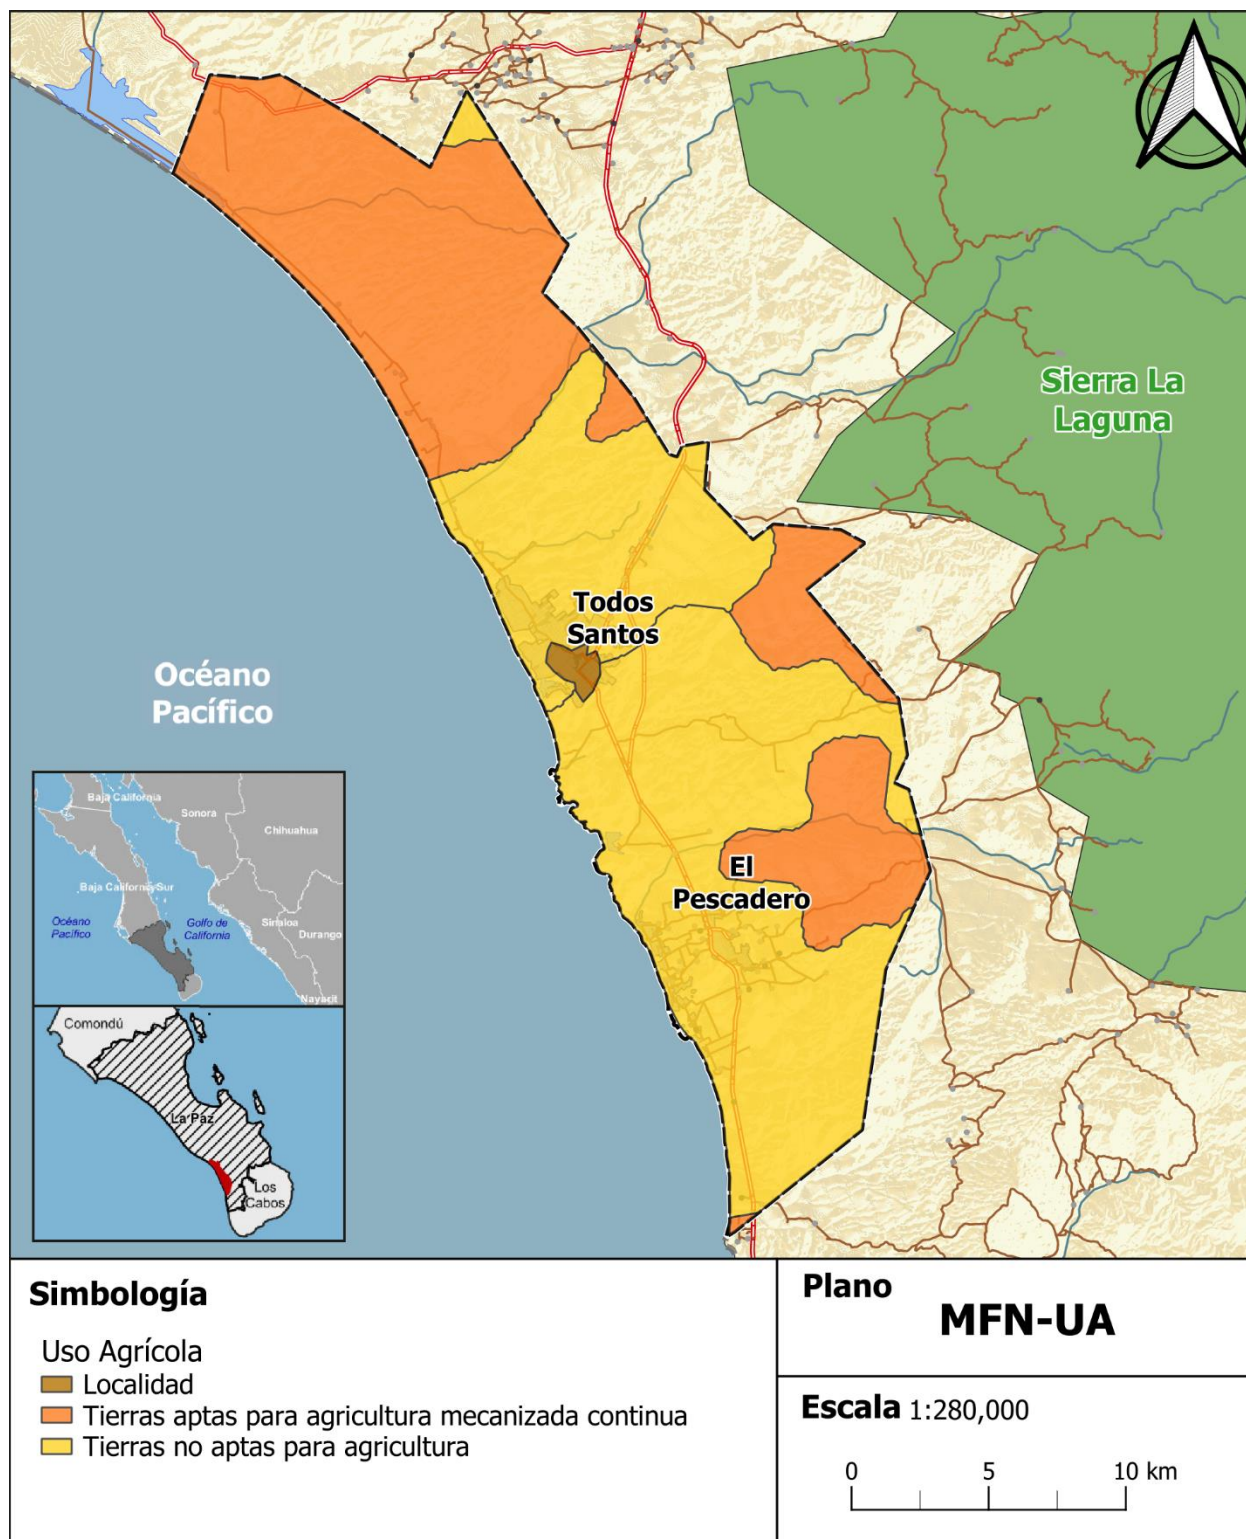 Sierra La
Laguna
Todos
Santos
Océano
Pacífico
El
Pescadero
Baja California
Sonora
Chihuahua
Baja California Sur
Océano
Pacífico
Golfo de
California
Sinaloa
Durango
Nayarit
Comondú
La Paz
Los
Cabos
Simbología
Uso Agrícola
Localidad
Tierras aptas para agricultura mecanizada continua
Tierras no aptas para agricultura
Plano
MFN-UA
Escala 1:280,000
0 5 10 km